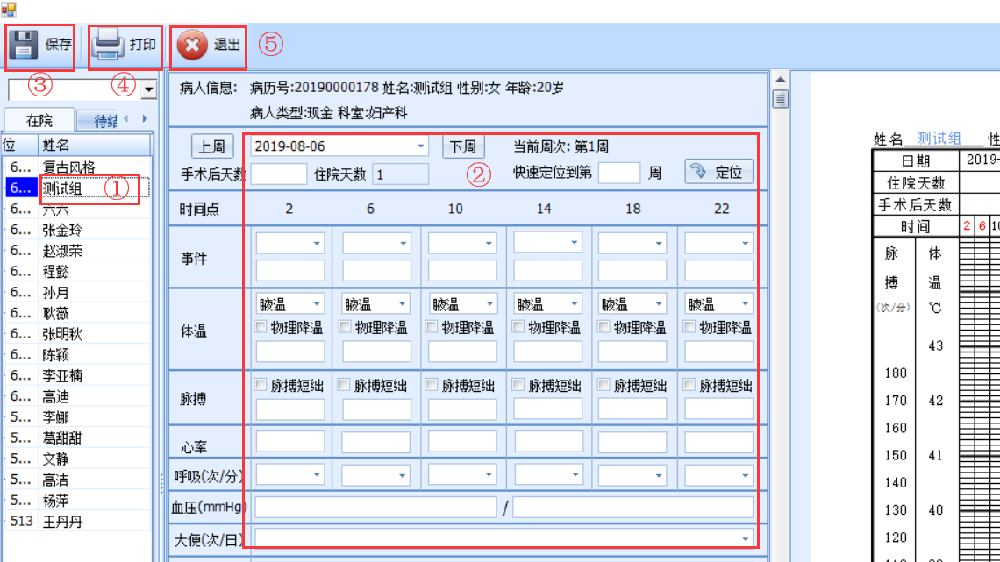 保存 打印 退出 ⑤
③ ④
病人信息: 病历号:20190000178 姓名:测试组 性别:女 年龄:20岁
病人类型:现金 科室:妇产科
在院 待结
位 姓名
6... 复古风格
6... 测试组 ①
6... 六六
6... 张金玲
6... 赵淑荣
6... 程懿
6... 孙月
6... 耿薇
6... 张明秋
6... 陈颖
6... 李亚楠
6... 高迪
5... 李娜
5... 葛甜甜
5... 文静
5... 高洁
5... 杨萍
513 王丹丹
上周 2019-08-06 下周 当前周次: 第1周
手术后天数 住院天数 1 ② 快速定位到第 周 定位
时间点 2 6 10 14 18 22
事件
体温 腋温 腋温 腋温 腋温 腋温 腋温
物理降温 物理降温 物理降温 物理降温 物理降温 物理降温
脉搏 脉搏短绌 脉搏短绌 脉搏短绌 脉搏短绌 脉搏短绌 脉搏短绌
心率
呼吸(次/分)
血压(mmHg) /
大便(次/日)
姓名 测试组 性
日期 2019-
住院天数
手术后天数
时间 2 6 10
脉 体
搏 温
(次/分) ℃
43
180
170 42
160
150 41
140
130 40
120